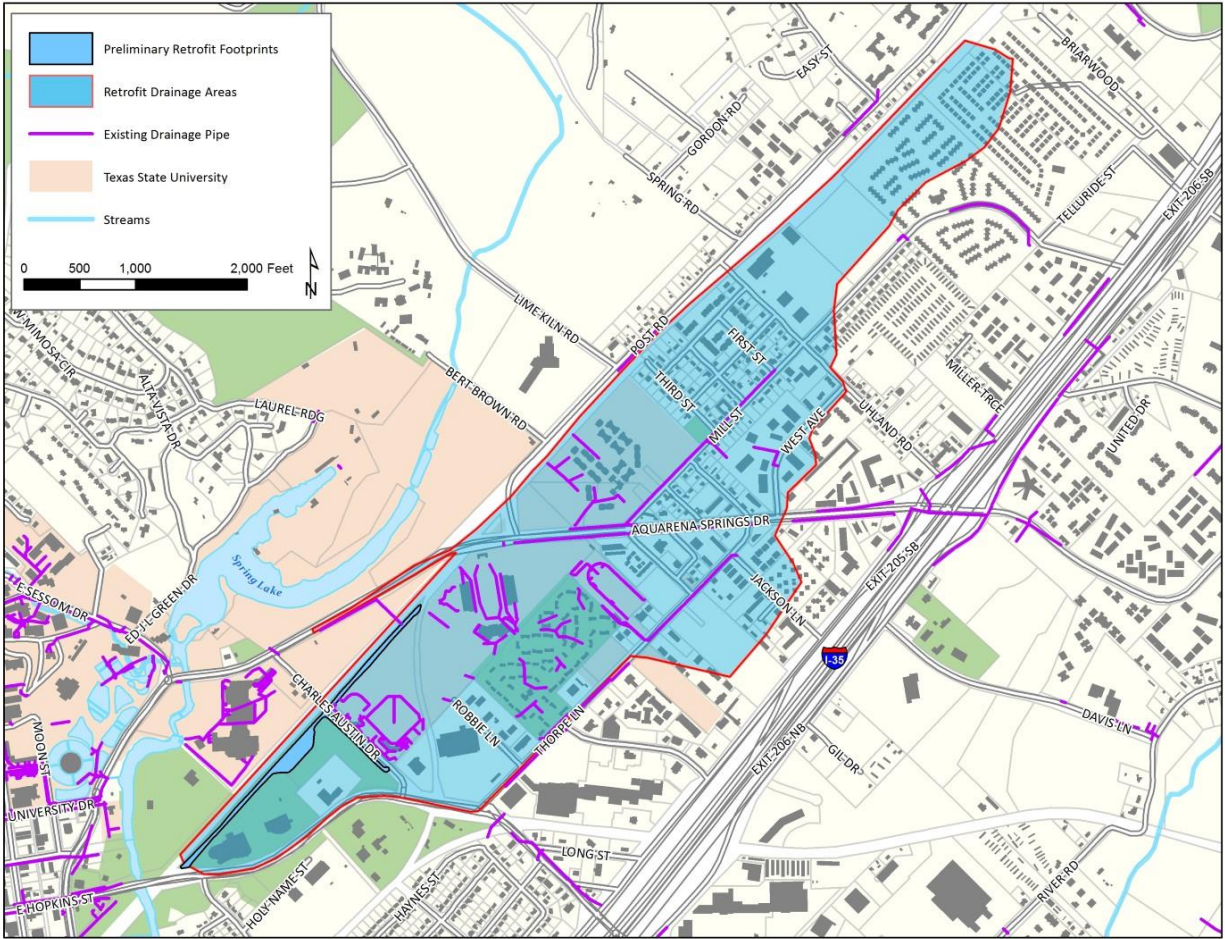 Preliminary Retrofit Footprints
Retrofit Drainage Areas
Existing Drainage Pipe
Texas State University
Streams
0 500 1,000 2,000 Feet
N
EASY ST
BRIARWOOD
GORDON RD
SPRING RD
TELLURIDE ST
EXIT-206-SB
LIME KILN RD
POST RD
FIRST ST
THIRD ST
MILL ST
WEST AVE
UHLAND RD
MILLER TRCE
UNITED DR
W-MIMOSA-CIR
ALTA VISTA DR
LAUREL RDG
BERT BROWN RD
AQUARENA SPRINGS DR
Spring Lake
E SESSOM DR
ED J L GREEN DR
JACKSON LN
EXIT-205-SB
I-35
CHARLES AUSTIN DR
ROBBIE LN
THORPE LN
EXIT-206-NB
GIL DR
DAVIS LN
MOON ST
UNIVERSITY DR
E HOPKINS ST
HOLY-NAME-ST
HAYNES-ST
LONG ST
RIVER RD